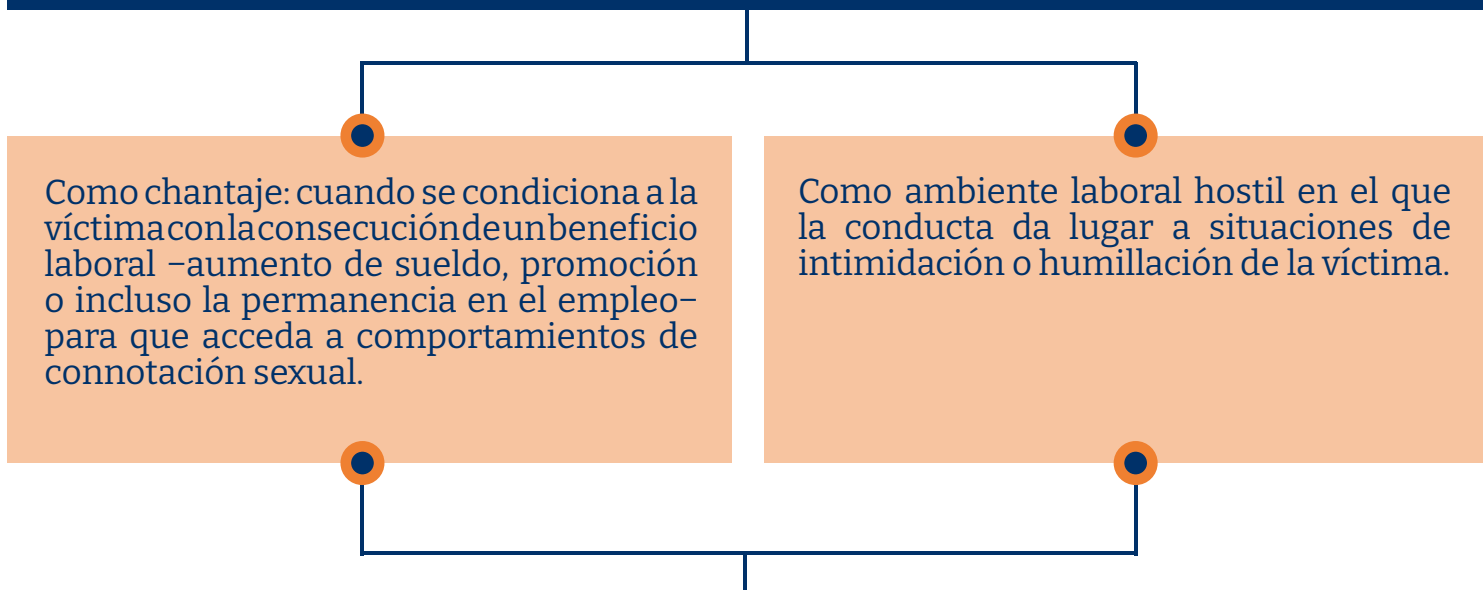 Como chantaje: cuando se condiciona a la
víctima con la consecución de un beneficio
laboral –aumento de sueldo, promoción
o incluso la permanencia en el empleo–
para que acceda a comportamientos de
connotación sexual.
Como ambiente laboral hostil en el que
la conducta da lugar a situaciones de
intimidación o humillación de la víctima.